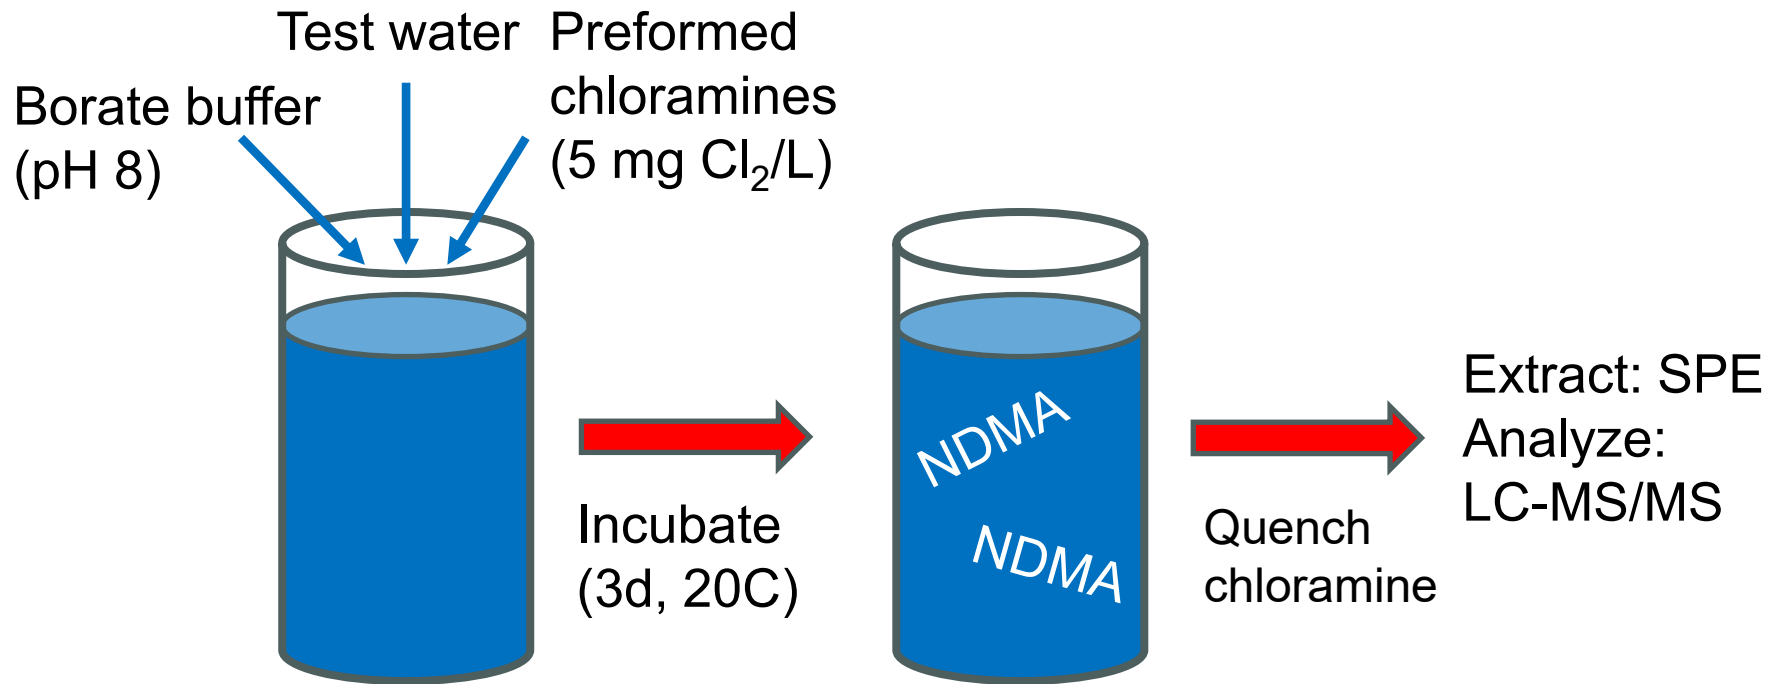 Test water
Preformed
chloramines
(5 mg Cl₂/L)
Borate buffer
(pH 8)
Incubate
(3d, 20C)
NDMA
NDMA
Quench
chloramine
Extract: SPE
Analyze:
LC-MS/MS